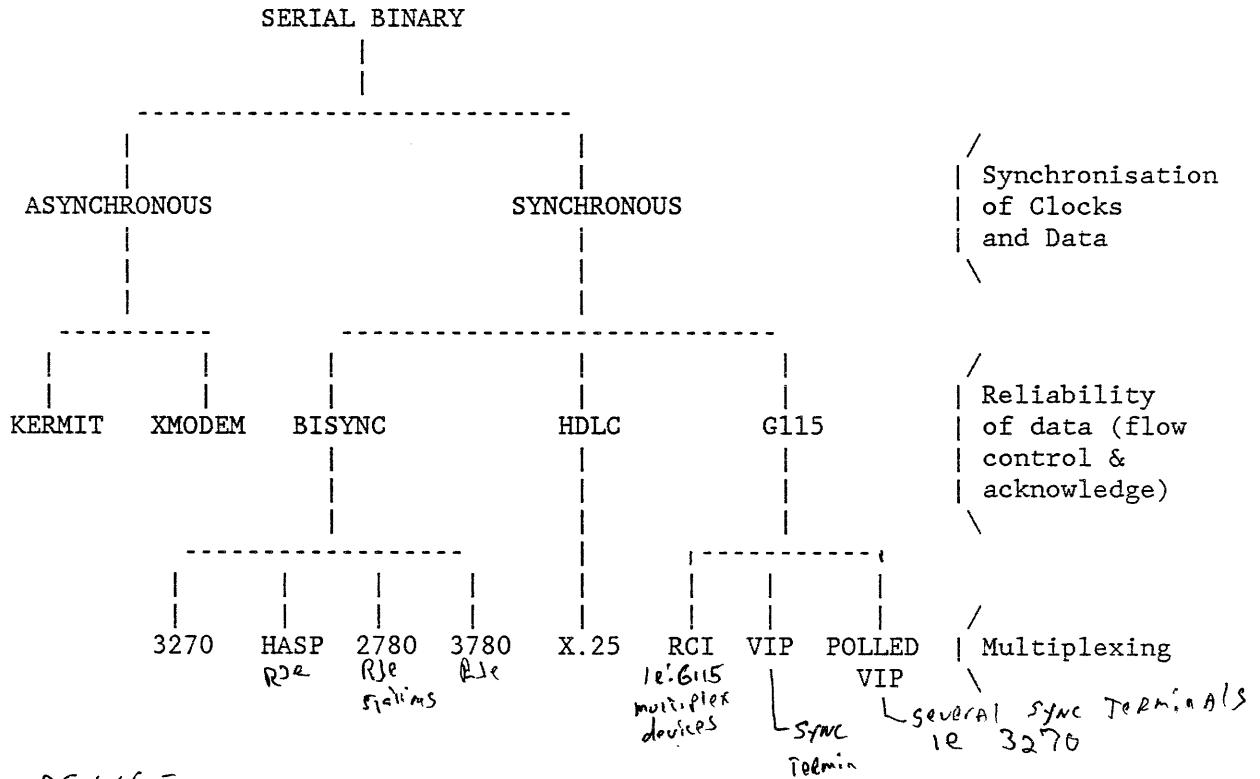 SERIAL BINARY
ASYNCHRONOUS SYNCHRONOUS
Synchronisation
of Clocks
and Data
KERMIT XMODEM BISYNC HDLC G115
Reliability
of data (flow
control &
acknowledge)
3270 HASP 2780 3780 X.25 RCI VIP POLLED VIP
Multiplexing
RJE
RJE
stations
RJE
ie: G115
multiplex
devices
SYNC
Termin
several SYNC TERMINAlS
ie 3270